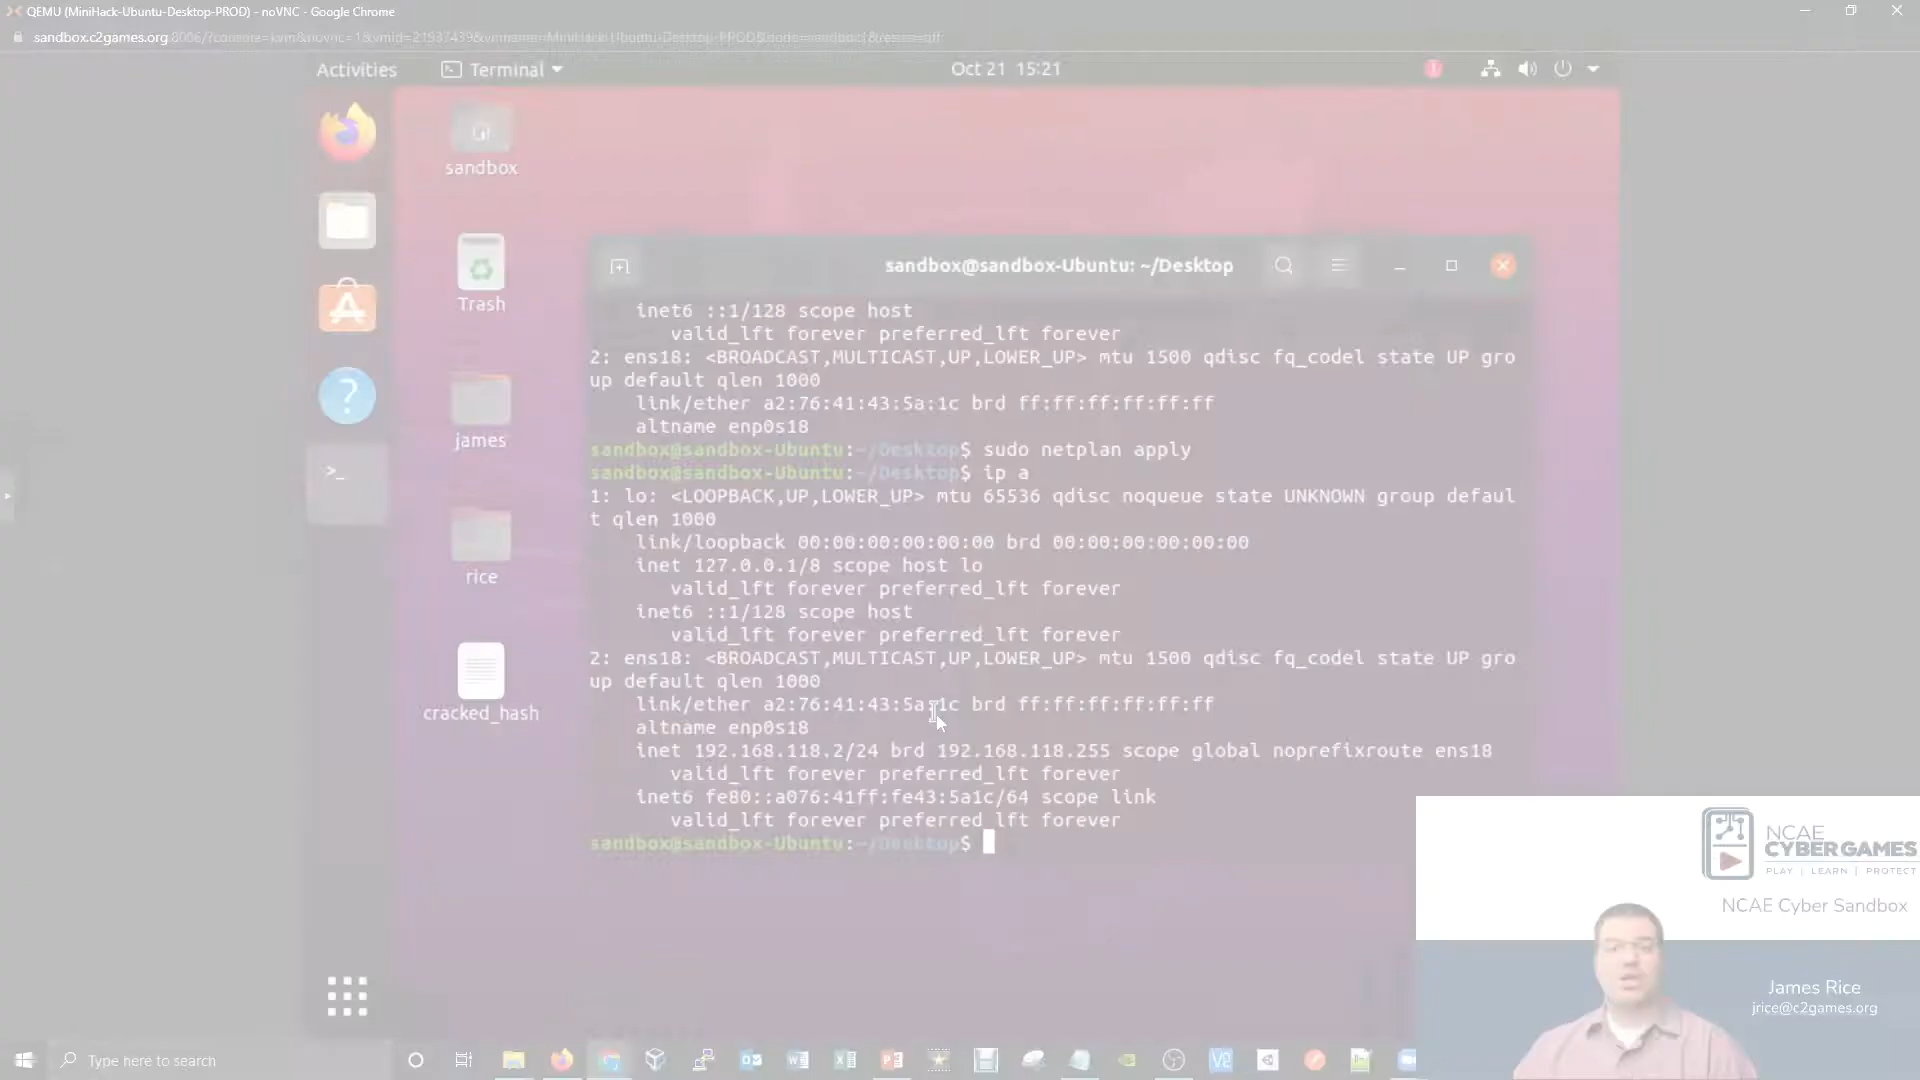 QEMU (MiniHack-Ubuntu-Desktop-PROD) - noVNC - Google Chrome
sandbox.c2games.org
Activities
Terminal
Oct 21 15:21
sandbox
Trash
james
rice
cracked_hash
sandbox@sandbox-Ubuntu: ~/Desktop
inet6 ::1/128 scope host
valid_lft forever preferred_lft forever
2: ens18: <BROADCAST,MULTICAST,UP,LOWER_UP> mtu 1500 qdisc fq_codel state UP gro
up default qlen 1000
link/ether a2:76:41:43:5a:1c brd ff:ff:ff:ff:ff:ff
altname enp0s18
sandbox@sandbox-Ubuntu:~/Desktop$ sudo netplan apply
sandbox@sandbox-Ubuntu:~/Desktop$ ip a
1: lo: <LOOPBACK,UP,LOWER_UP> mtu 65536 qdisc noqueue state UNKNOWN group defaul
t qlen 1000
link/loopback 00:00:00:00:00:00 brd 00:00:00:00:00:00
inet 127.0.0.1/8 scope host lo
valid_lft forever preferred_lft forever
inet6 ::1/128 scope host
valid_lft forever preferred_lft forever
2: ens18: <BROADCAST,MULTICAST,UP,LOWER_UP> mtu 1500 qdisc fq_codel state UP gro
up default qlen 1000
link/ether a2:76:41:43:5a:1c brd ff:ff:ff:ff:ff:ff
altname enp0s18
inet 192.168.118.2/24 brd 192.168.118.255 scope global noprefixroute ens18
valid_lft forever preferred_lft forever
inet6 fe80::a076:41ff:fe43:5a1c/64 scope link
valid_lft forever preferred_lft forever
sandbox@sandbox-Ubuntu:~/Desktop$
NCAE
CYBERGAMES
PLAY | LEARN | PROTECT
NCAE Cyber Sandbox
James Rice
jrice@c2games.org
Type here to search